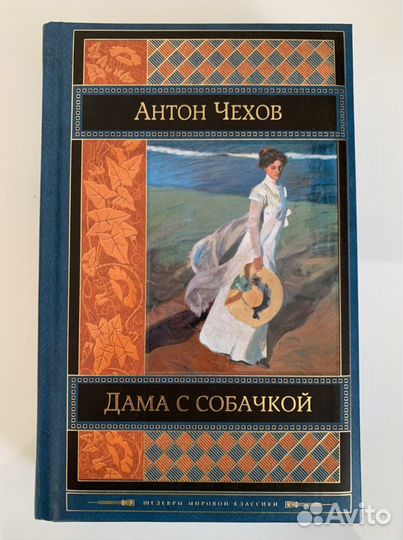 Антон Чехов
Дама с собачкой
ШЕДЕВРЫ МИРОВОЙ КЛАССИКИ
Avito